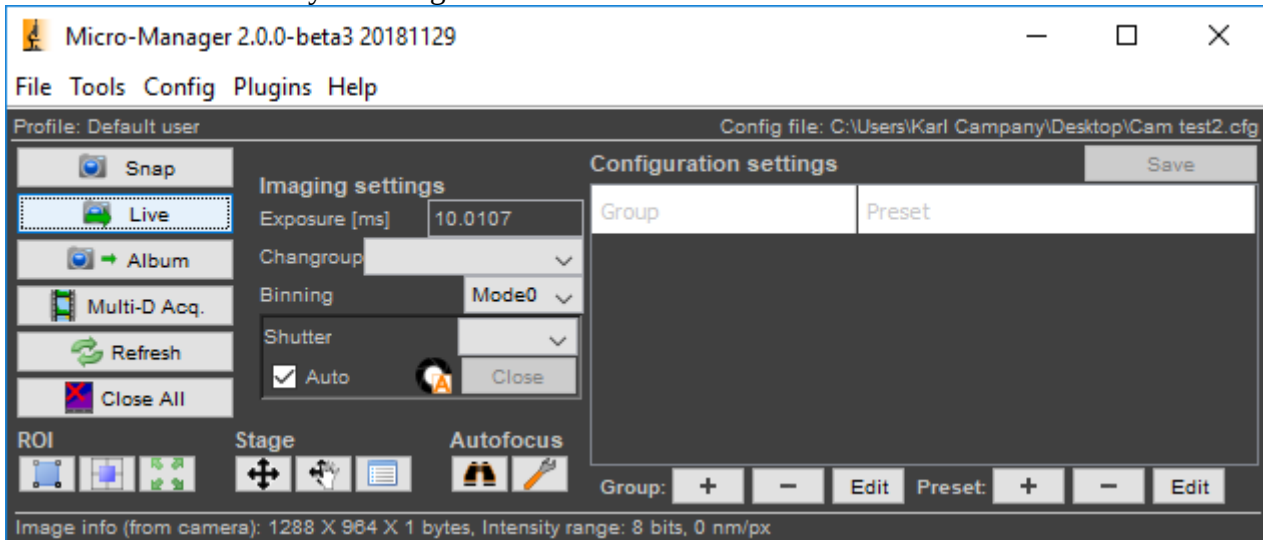 Micro-Manager 2.0.0-beta3 20181129
File Tools Config Plugins Help
Profile: Default user
Config file: C:\Users\Karl Campany\Desktop\Cam test2.cfg
Snap
Live
Album
Multi-D Acq.
Refresh
Close All
Imaging settings
Exposure [ms] 10.0107
Changroup
Binning Mode0
Shutter
Auto Close
Configuration settings Save
Group Preset
ROI Stage Autofocus
Group: + − Edit Preset: + − Edit
Image info (from camera): 1288 X 964 X 1 bytes, Intensity range: 8 bits, 0 nm/px